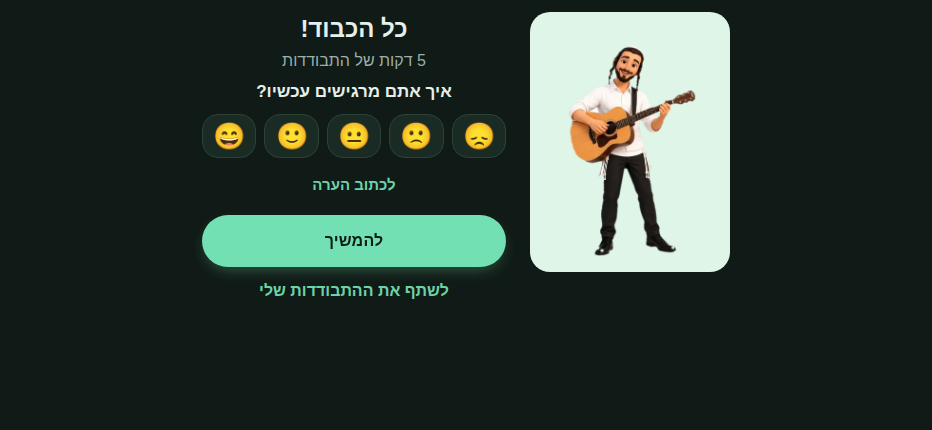 כל הכבוד!
5 דקות של התבודדות
איך אתם מרגישים עכשיו?
לכתוב הערה
להמשיך
לשתף את ההתבודדות שלי